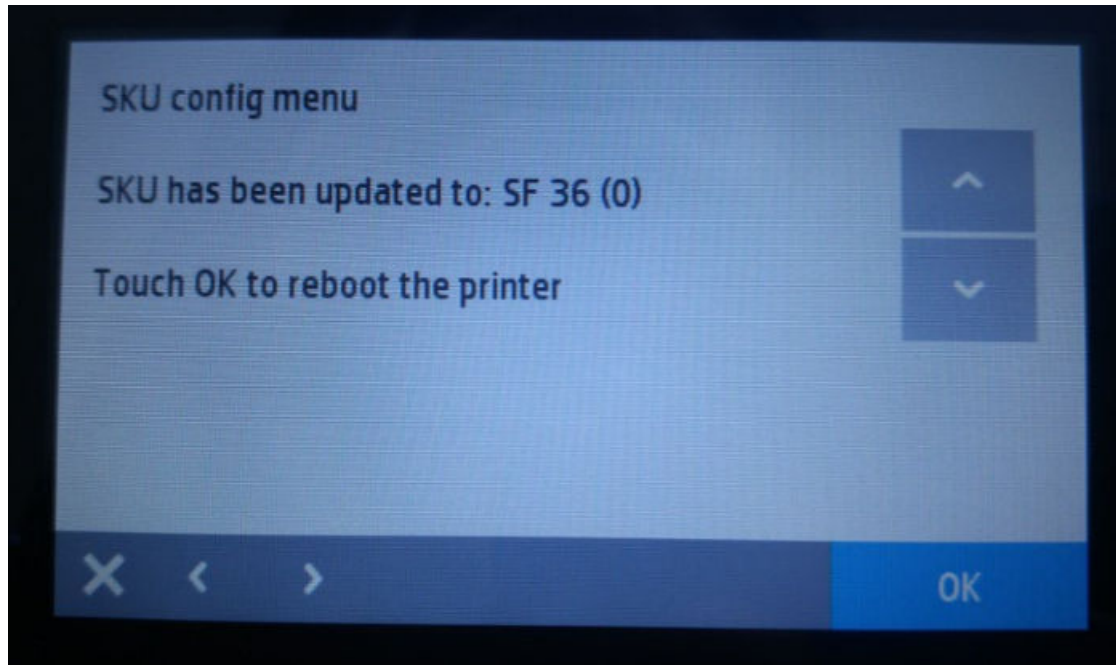 SKU config menu
SKU has been updated to: SF 36 (0)
Touch OK to reboot the printer
OK